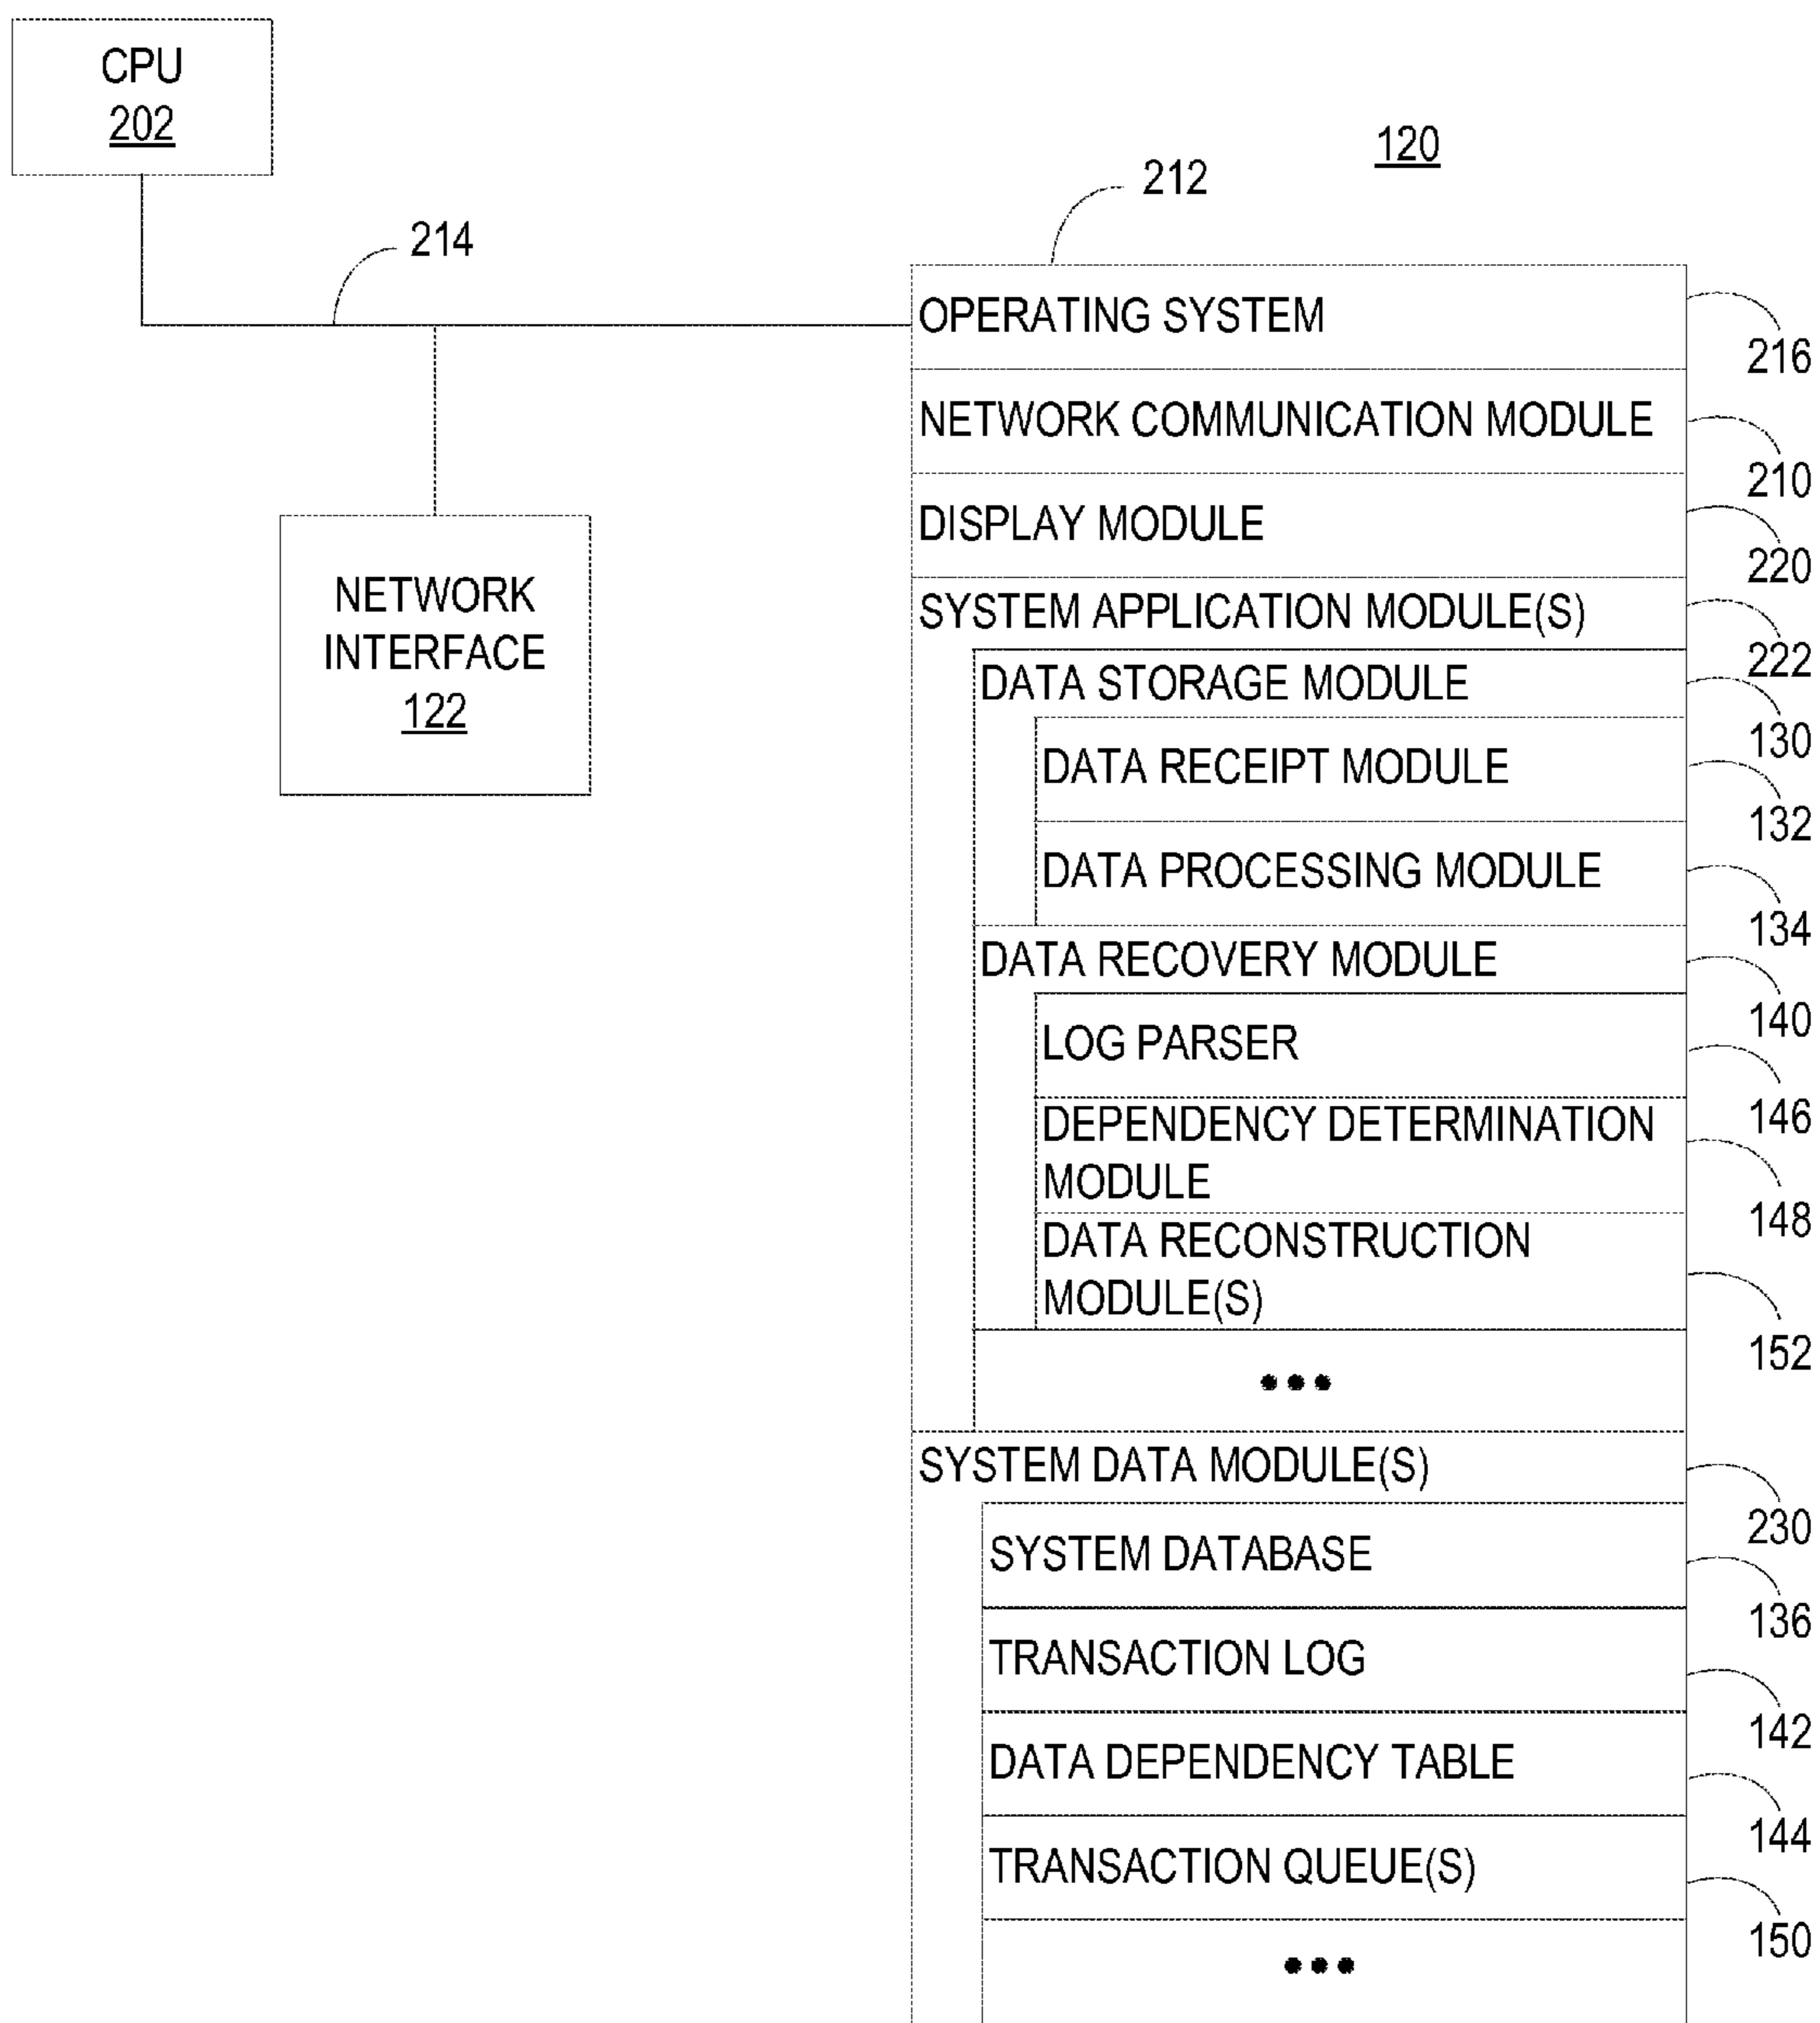 CPU
202
120
212
214
OPERATING SYSTEM
216
NETWORK COMMUNICATION MODULE
210
DISPLAY MODULE
220
NETWORK
INTERFACE
122
SYSTEM APPLICATION MODULE(S)
222
DATA STORAGE MODULE
130
DATA RECEIPT MODULE
132
DATA PROCESSING MODULE
134
DATA RECOVERY MODULE
140
LOG PARSER
146
DEPENDENCY DETERMINATION
MODULE
148
DATA RECONSTRUCTION
MODULE(S)
152
•••
SYSTEM DATA MODULE(S)
230
SYSTEM DATABASE
136
TRANSACTION LOG
142
DATA DEPENDENCY TABLE
144
TRANSACTION QUEUE(S)
150
•••